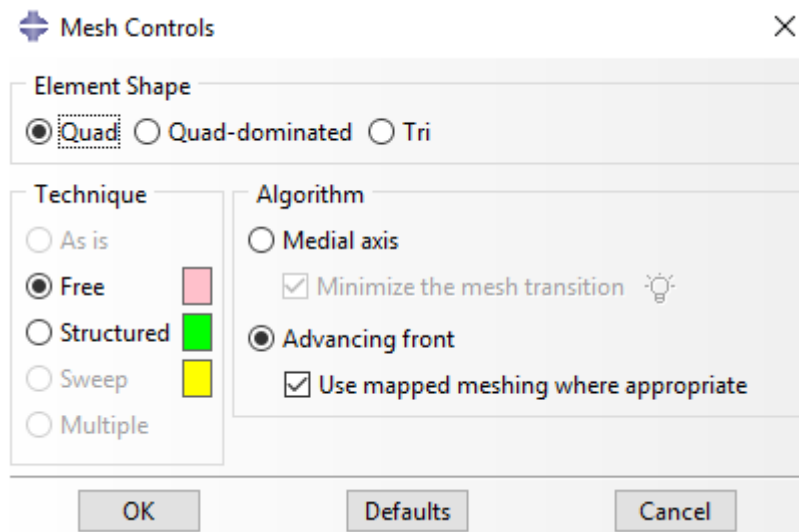 Mesh Controls
Element Shape
Quad Quad-dominated Tri
Technique
As is
Free
Structured
Sweep
Multiple
Algorithm
Medial axis
Minimize the mesh transition
Advancing front
Use mapped meshing where appropriate
OK Defaults Cancel